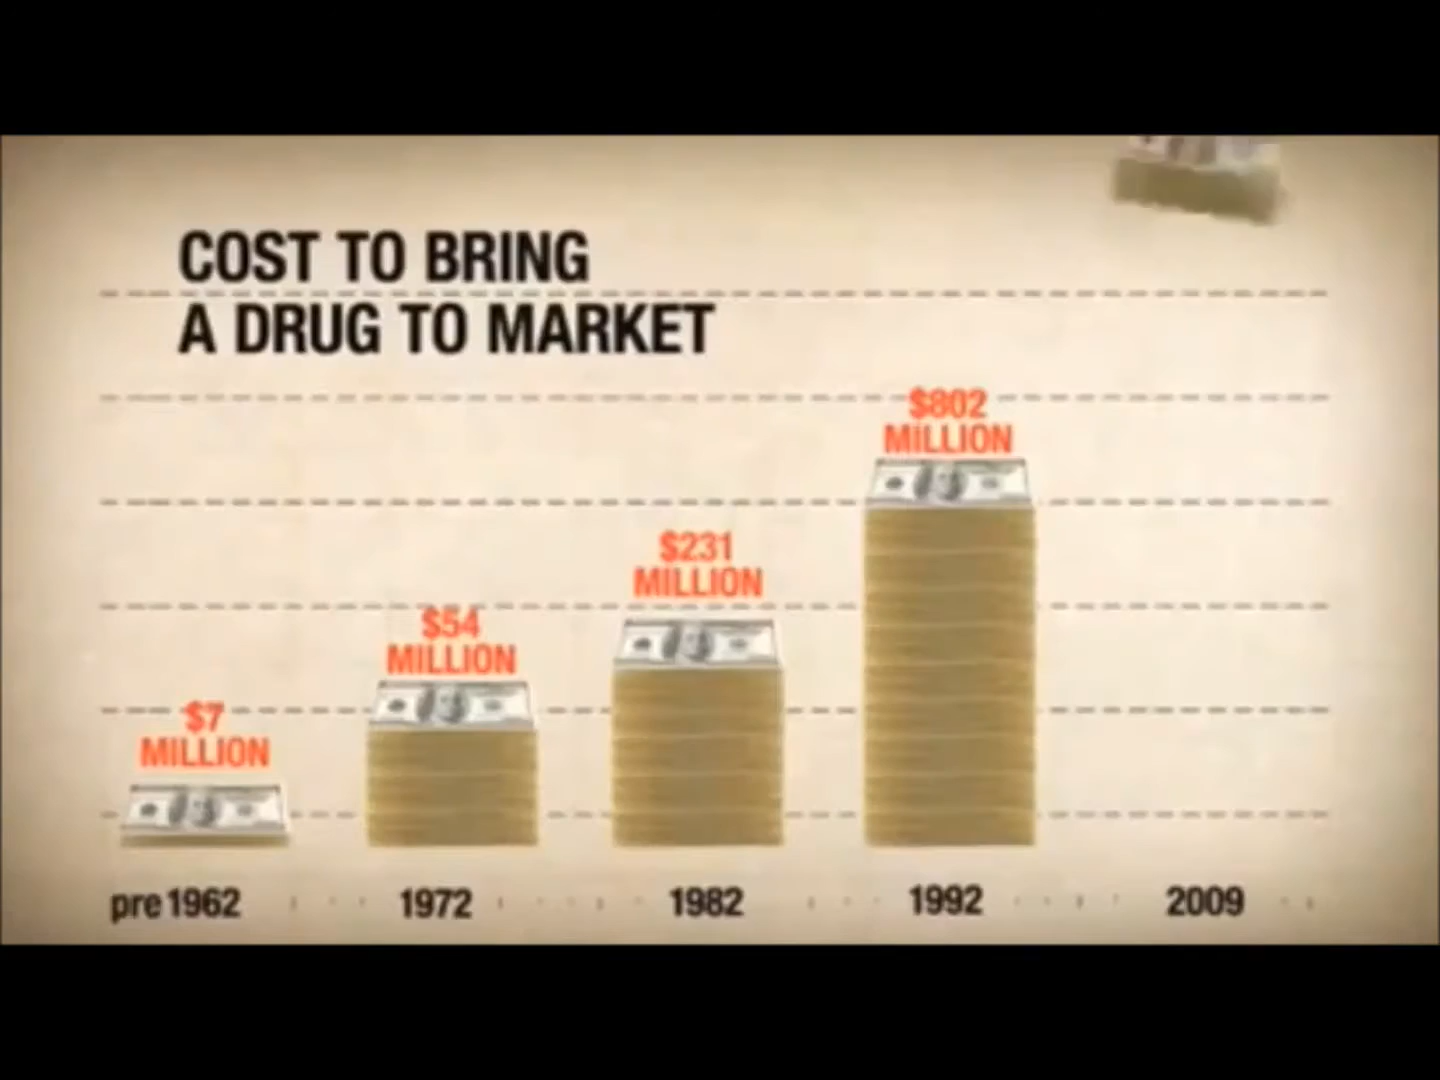 COST TO BRING
A DRUG TO MARKET
$7
MILLION
$54
MILLION
$231
MILLION
$802
MILLION
pre 1962
1972
1982
1992
2009